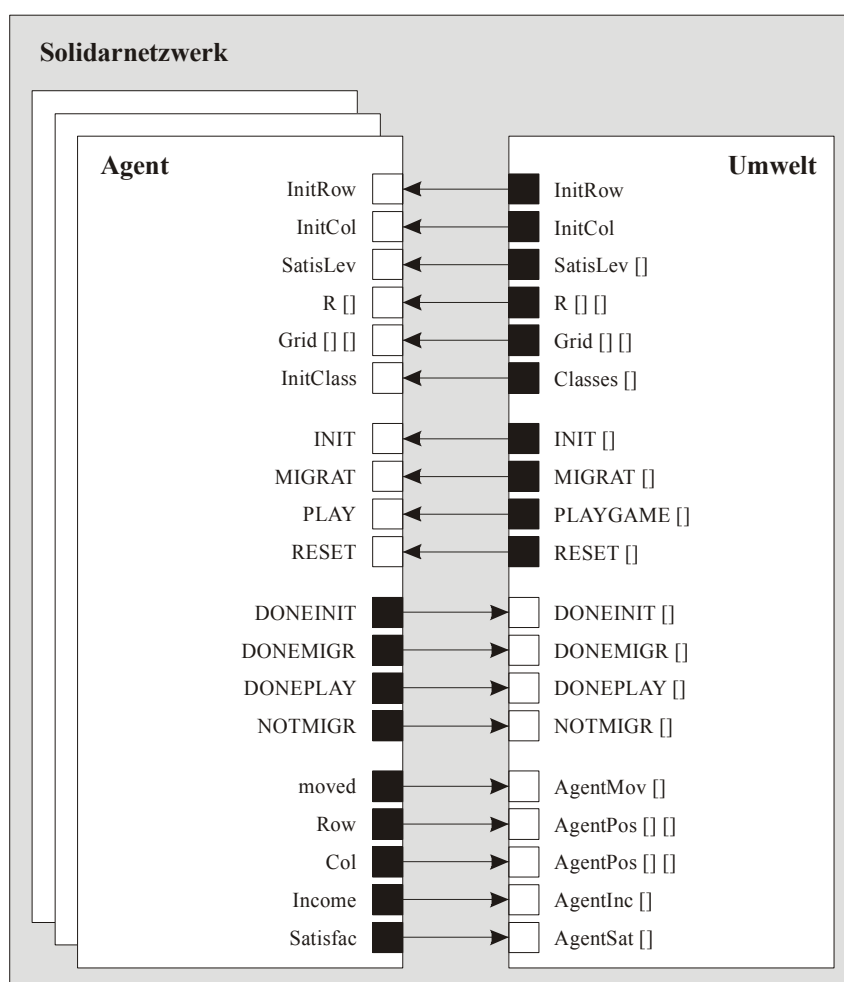 Solidarnetzwerk
Agent Umwelt
InitRow InitRow
InitCol InitCol
SatisLev SatisLev []
R [] R [] []
Grid [] [] Grid [] []
InitClass Classes []
INIT INIT []
MIGRAT MIGRAT []
PLAY PLAYGAME []
RESET RESET []
DONEINIT DONEINIT []
DONEMIGR DONEMIGR []
DONEPLAY DONEPLAY []
NOTMIGR NOTMIGR []
moved AgentMov []
Row AgentPos [] []
Col AgentPos [] []
Income AgentInc []
Satisfac AgentSat []